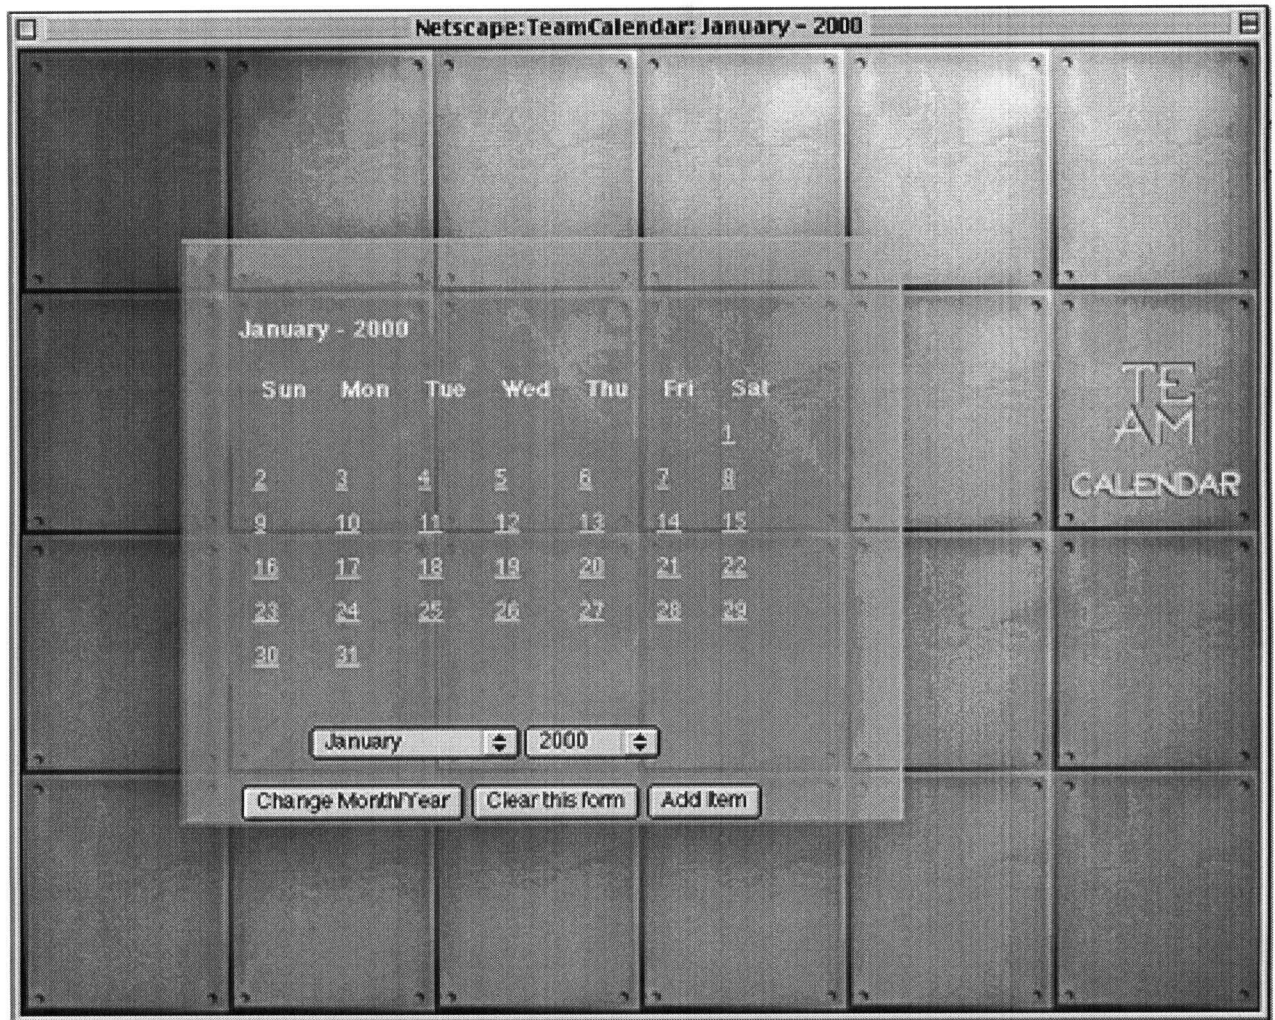 Netscape:TeamCalendar: January - 2000
January - 2000
Sun Mon Tue Wed Thu Fri Sat
1
2 3 4 5 6 7 8
9 10 11 12 13 14 15
16 17 18 19 20 21 22
23 24 25 26 27 28 29
30 31
January 2000
Change Month/Year Clear this form Add Item
TE
AM
CALENDAR